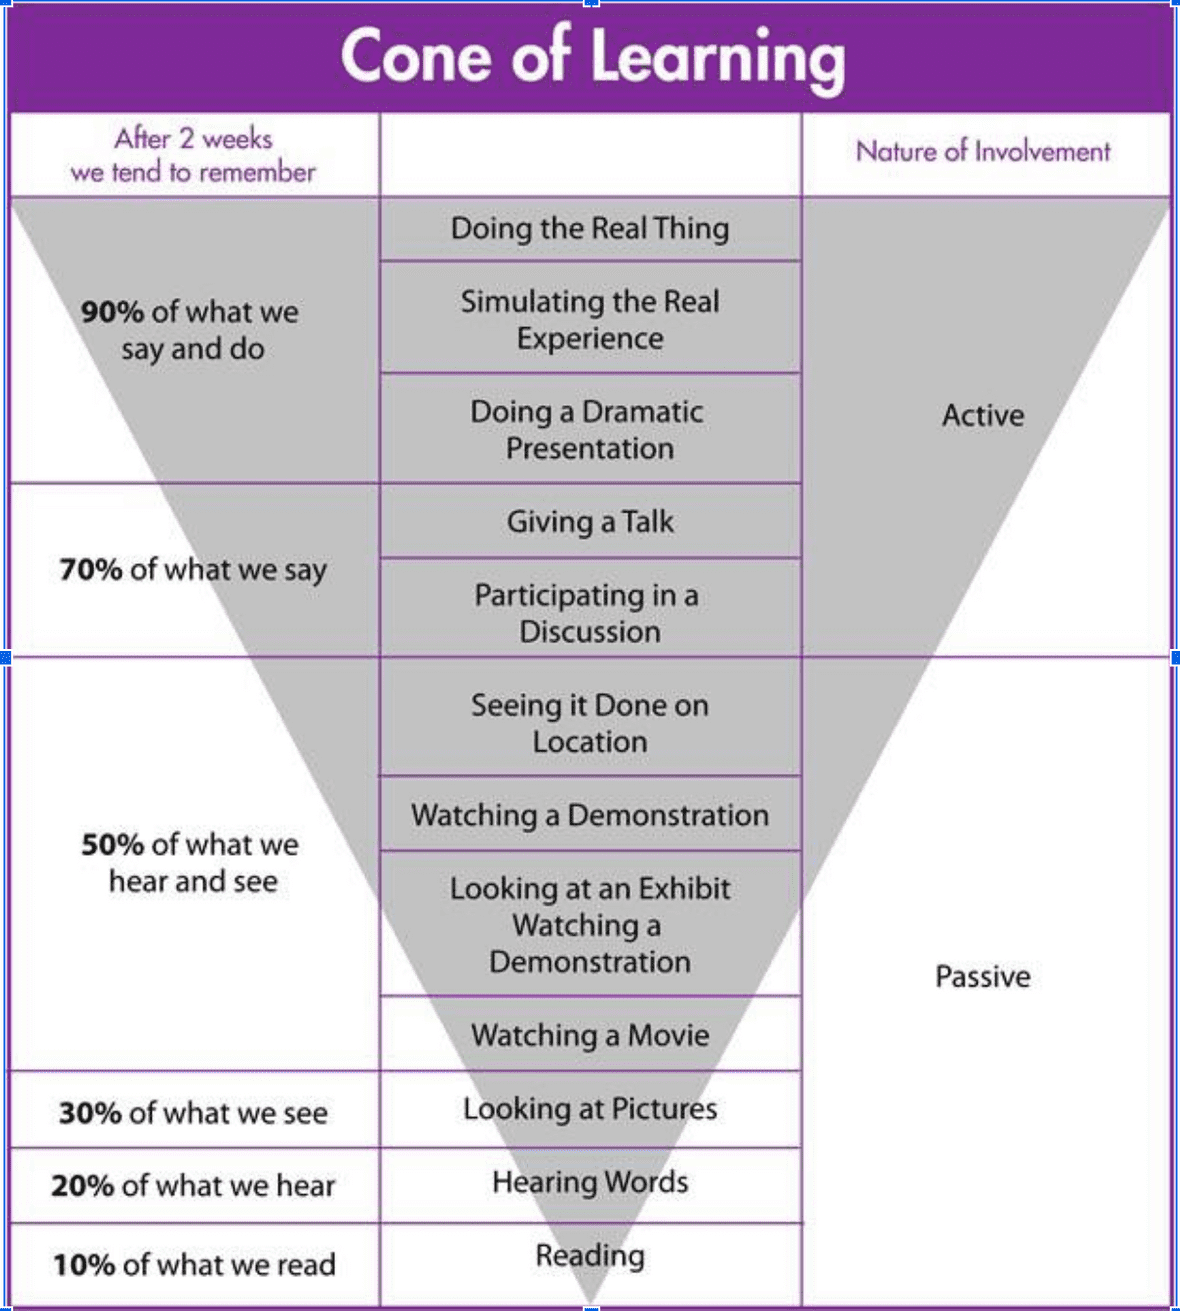 Cone of Learning
After 2 weeks
we tend to remember
Nature of Involvement
Doing the Real Thing
90% of what we
say and do
Simulating the Real
Experience
Doing a Dramatic
Presentation
Active
70% of what we say
Giving a Talk
Participating in a
Discussion
50% of what we
hear and see
Seeing it Done on
Location
Watching a Demonstration
Looking at an Exhibit
Watching a
Demonstration
Watching a Movie
Passive
30% of what we see
Looking at Pictures
20% of what we hear
Hearing Words
10% of what we read
Reading